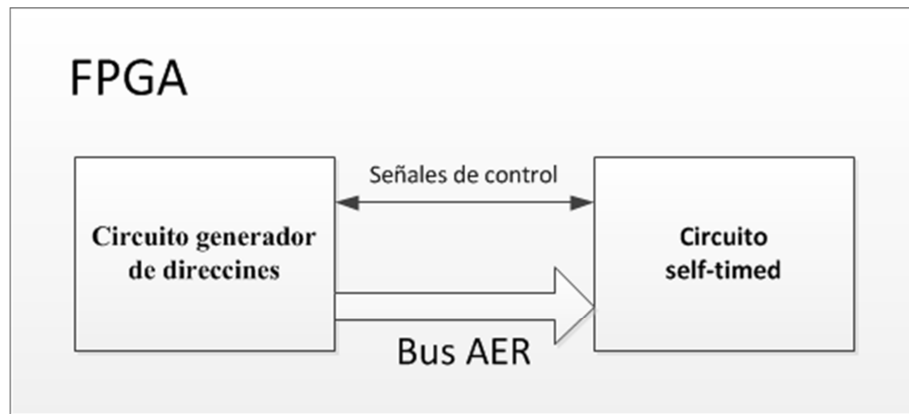 FPGA
Señales de control
Circuito generador
de direccines
Circuito
self-timed
Bus AER